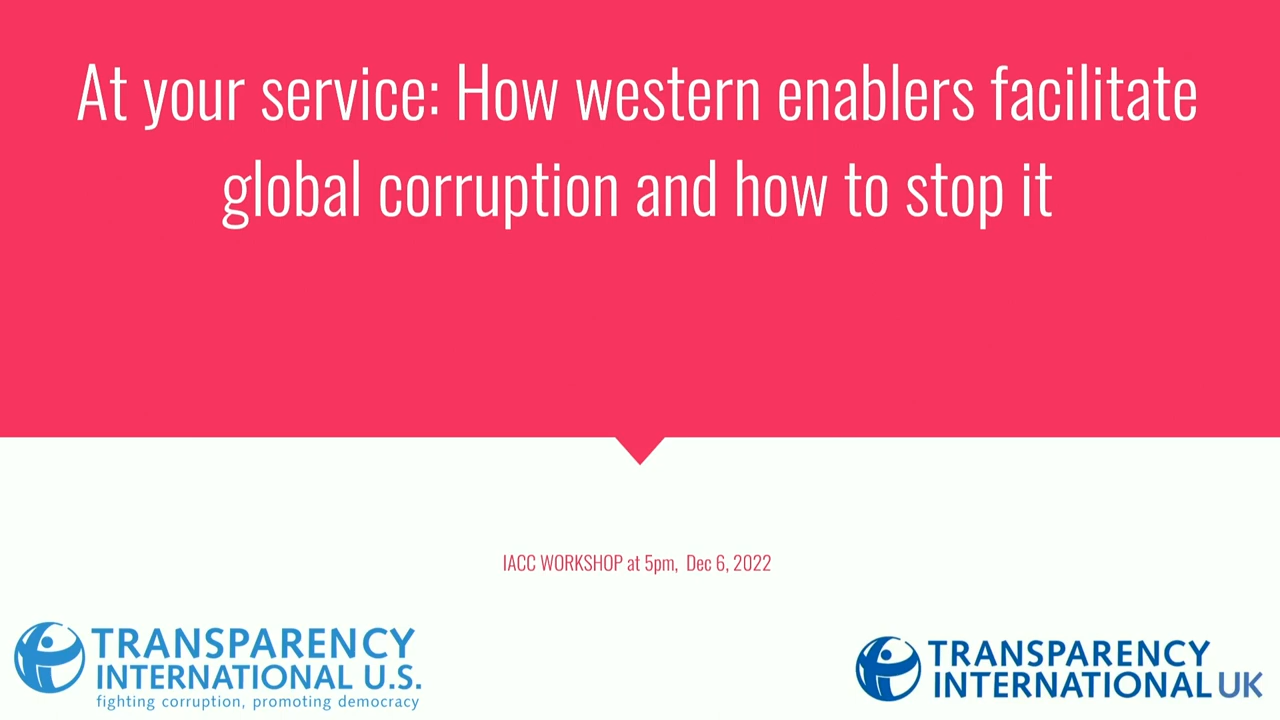 At your service: How western enablers facilitate
global corruption and how to stop it
IACC WORKSHOP at 5pm, Dec 6, 2022
TRANSPARENCY
INTERNATIONAL U.S.
fighting corruption, promoting democracy
TRANSPARENCY
INTERNATIONAL UK